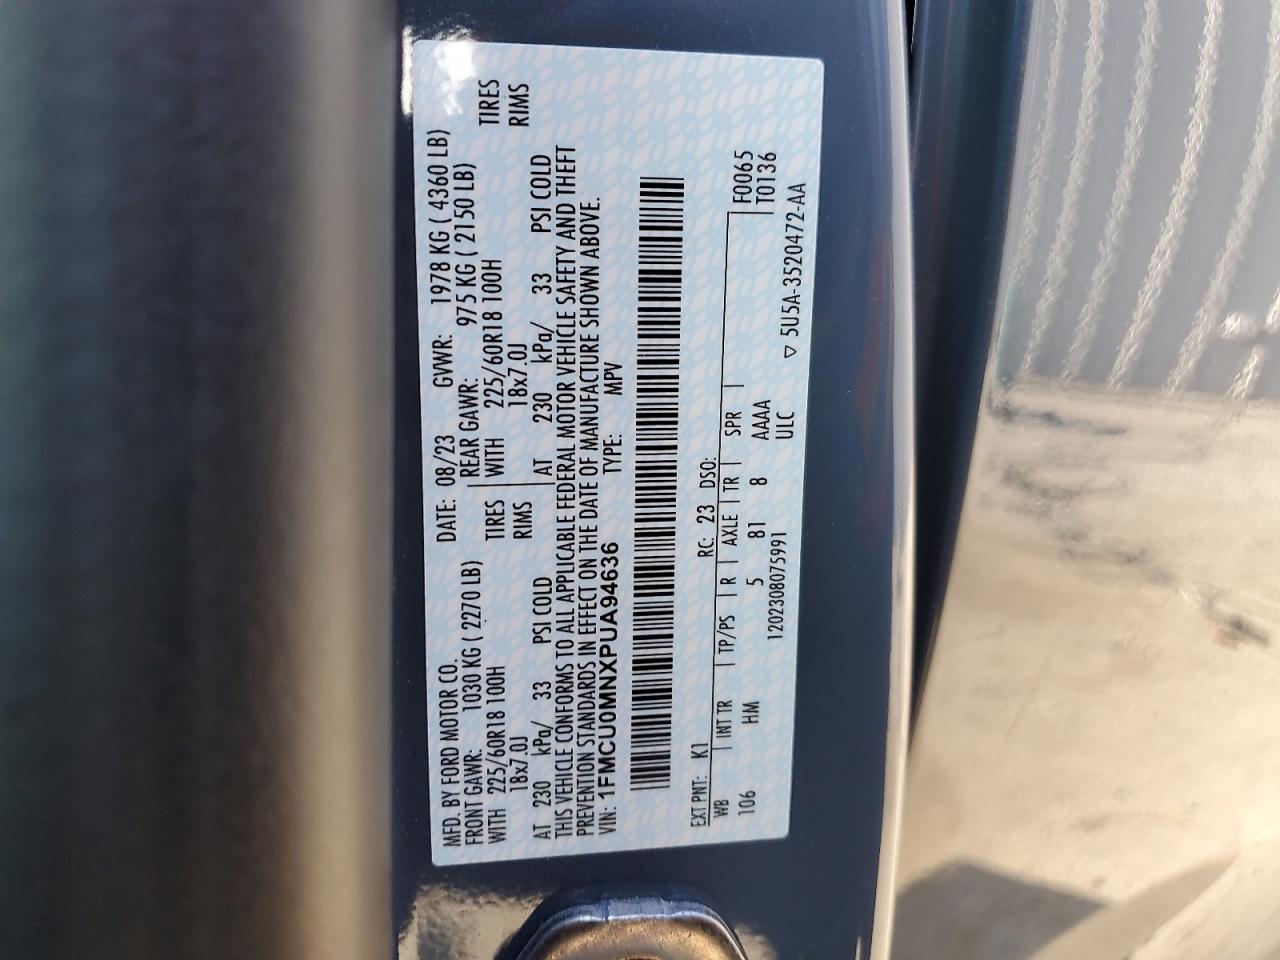 MFD. BY FORD MOTOR CO. DATE: 08/23 GVWR: 1978 KG ( 4360 LB)
FRONT GAWR: 1030 KG ( 2270 LB) REAR GAWR: 975 KG ( 2150 LB)
WITH 225/60R18 100H TIRES WITH 225/60R18 100H TIRES
18x7.0J RIMS 18x7.0J RIMS
AT 230 kPa/ 33 PSI COLD AT 230 kPa/ 33 PSI COLD
THIS VEHICLE CONFORMS TO ALL APPLICABLE FEDERAL MOTOR VEHICLE SAFETY AND THEFT
PREVENTION STANDARDS IN EFFECT ON THE DATE OF MANUFACTURE SHOWN ABOVE.
VIN: 1FMCU0MNXPUA94636 TYPE: MPV
EXT PNT: K1 RC: 23 DSO: F0065
WB INT TR TP/PS R AXLE TR SPR T0136
106 HM 5 81 8 AAAA
1202308075991 ULC
▽ 5U5A-3520472-AA